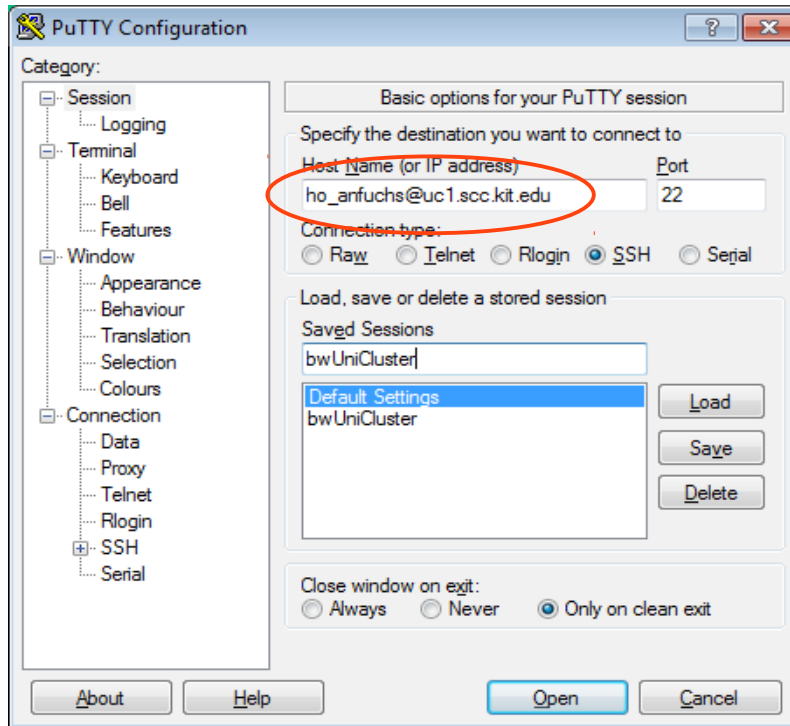 PuTTY Configuration
Category:
Session
Logging
Terminal
Keyboard
Bell
Features
Window
Appearance
Behaviour
Translation
Selection
Colours
Connection
Data
Proxy
Telnet
Rlogin
SSH
Serial
Basic options for your PuTTY session
Specify the destination you want to connect to
Host Name (or IP address) Port
ho_anfuchs@uc1.scc.kit.edu 22
Connection type:
Raw Telnet Rlogin SSH Serial
Load, save or delete a stored session
Saved Sessions
bwUniCluster
Default Settings
bwUniCluster
Load
Save
Delete
Close window on exit:
Always Never Only on clean exit
About Help Open Cancel